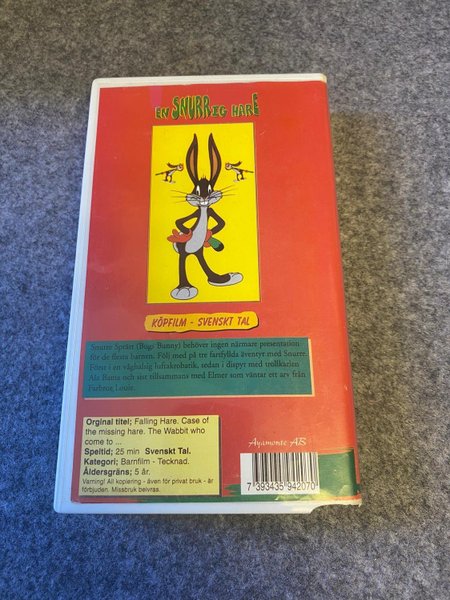 EN SNURRIG HARE
KÖPFILM - SVENSKT TAL
Snurre Sprätt (Bugs Bunny) behöver ingen närmare presentation
för de flesta barnen. Följ med på tre fartfyllda äventyr med Snurre.
Först i en våghalsig luftakrobatik, sedan i dispyt med trollkarlen
Ala Bama och sist tillsammans med Elmer som väntar ett arv från
Farbror Louie.
Orginal titel; Falling Hare. Case of
the missing hare. The Wabbit who
come to ...
Speltid; 25 min Svenskt Tal.
Kategori; Barnfilm - Tecknad.
Åldersgräns; 5 år.
Varning! All kopiering - även för privat bruk - är
förbjuden. Missbruk beivras.
Ayamonte AB
7 393435 942070